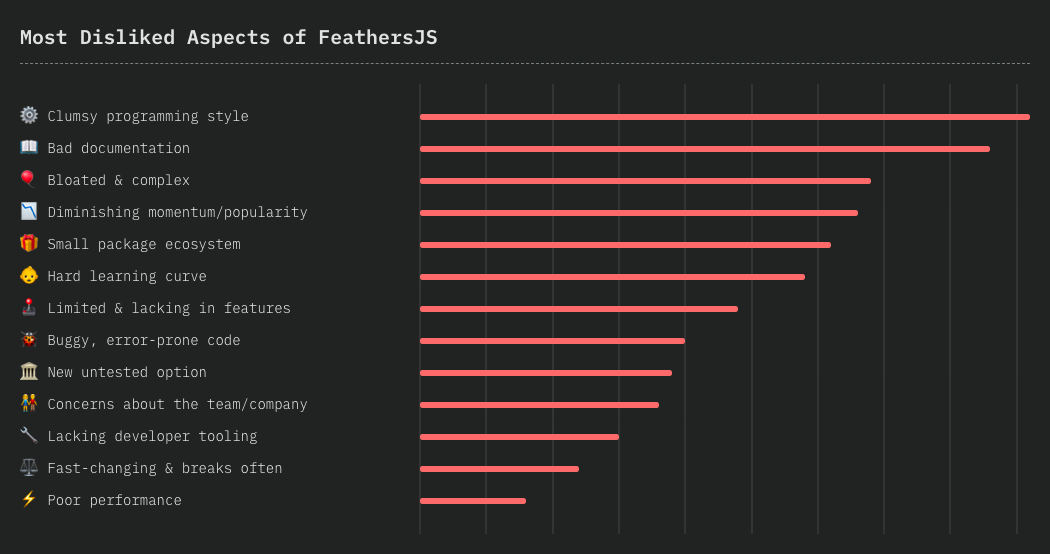 Most Disliked Aspects of FeathersJS
Clumsy programming style
Bad documentation
Bloated & complex
Diminishing momentum/popularity
Small package ecosystem
Hard learning curve
Limited & lacking in features
Buggy, error-prone code
New untested option
Concerns about the team/company
Lacking developer tooling
Fast-changing & breaks often
Poor performance